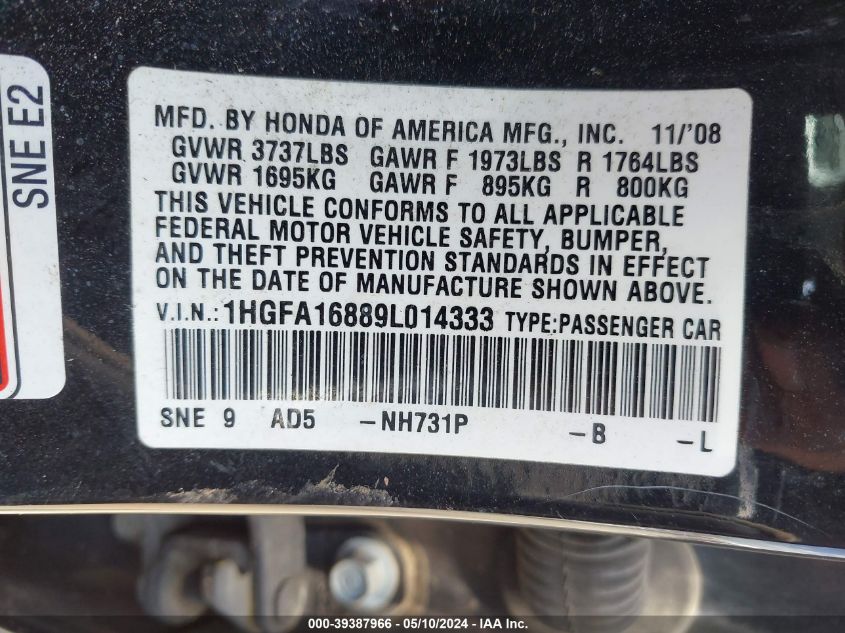 SNE E2
MFD. BY HONDA OF AMERICA MFG., INC. 11/'08
GVWR 3737LBS GAWR F 1973LBS R 1764LBS
GVWR 1695KG GAWR F 895KG R 800KG
THIS VEHICLE CONFORMS TO ALL APPLICABLE
FEDERAL MOTOR VEHICLE SAFETY, BUMPER,
AND THEFT PREVENTION STANDARDS IN EFFECT
ON THE DATE OF MANUFACTURE SHOWN ABOVE.
V.I.N.: 1HGFA16889L014333 TYPE:PASSENGER CAR
SNE 9 AD5 -NH731P -B -L
000-39387966 - 05/10/2024 - IAA Inc.